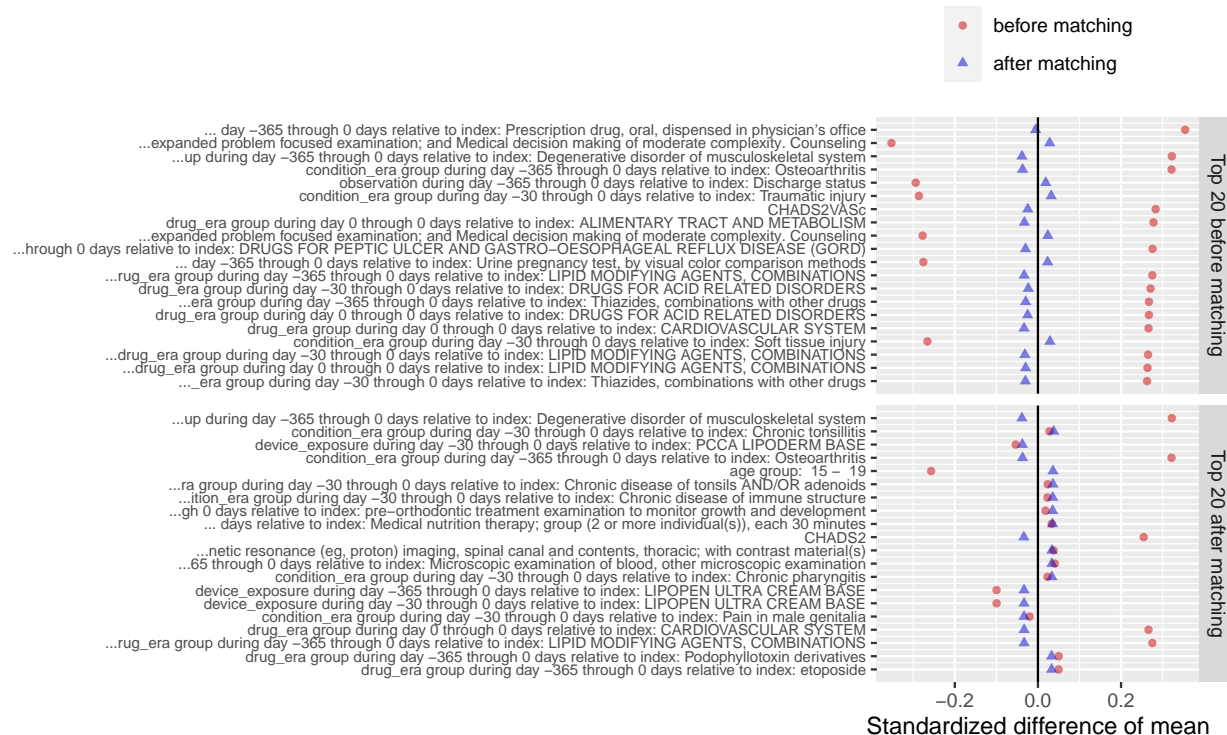 before matching
after matching
... day −365 through 0 days relative to index: Prescription drug, oral, dispensed in physician's office
...expanded problem focused examination; and Medical decision making of moderate complexity. Counseling
...up during day −365 through 0 days relative to index: Degenerative disorder of musculoskeletal system
condition_era group during day −365 through 0 days relative to index: Osteoarthritis
observation during day −365 through 0 days relative to index: Discharge status
condition_era group during day −30 through 0 days relative to index: Traumatic injury
CHADS2VASc
drug_era group during day 0 through 0 days relative to index: ALIMENTARY TRACT AND METABOLISM
...expanded problem focused examination; and Medical decision making of moderate complexity. Counseling
...hrough 0 days relative to index: DRUGS FOR PEPTIC ULCER AND GASTRO−OESOPHAGEAL REFLUX DISEASE (GORD)
... day −365 through 0 days relative to index: Urine pregnancy test, by visual color comparison methods
...rug_era group during day −365 through 0 days relative to index: LIPID MODIFYING AGENTS, COMBINATIONS
drug_era group during day −30 through 0 days relative to index: DRUGS FOR ACID RELATED DISORDERS
...era group during day −365 through 0 days relative to index: Thiazides, combinations with other drugs
drug_era group during day 0 through 0 days relative to index: DRUGS FOR ACID RELATED DISORDERS
drug_era group during day 0 through 0 days relative to index: CARDIOVASCULAR SYSTEM
condition_era group during day −30 through 0 days relative to index: Soft tissue injury
...drug_era group during day −30 through 0 days relative to index: LIPID MODIFYING AGENTS, COMBINATIONS
...drug_era group during day 0 through 0 days relative to index: LIPID MODIFYING AGENTS, COMBINATIONS
..._era group during day −30 through 0 days relative to index: Thiazides, combinations with other drugs
Top 20 before matching
...up during day −365 through 0 days relative to index: Degenerative disorder of musculoskeletal system
condition_era group during day −30 through 0 days relative to index: Chronic tonsillitis
device_exposure during day −30 through 0 days relative to index: PCCA LIPODERM BASE
condition_era group during day −365 through 0 days relative to index: Osteoarthritis
age group: 15 − 19
...ra group during day −30 through 0 days relative to index: Chronic disease of tonsils AND/OR adenoids
...ition_era group during day −30 through 0 days relative to index: Chronic disease of immune structure
...gh 0 days relative to index: pre−orthodontic treatment examination to monitor growth and development
... days relative to index: Medical nutrition therapy; group (2 or more individual(s)), each 30 minutes
CHADS2
...netic resonance (eg, proton) imaging, spinal canal and contents, thoracic; with contrast material(s)
...65 through 0 days relative to index: Microscopic examination of blood, other microscopic examination
condition_era group during day −30 through 0 days relative to index: Chronic pharyngitis
device_exposure during day −365 through 0 days relative to index: LIPOPEN ULTRA CREAM BASE
device_exposure during day −30 through 0 days relative to index: LIPOPEN ULTRA CREAM BASE
condition_era group during day −30 through 0 days relative to index: Pain in male genitalia
drug_era group during day 0 through 0 days relative to index: CARDIOVASCULAR SYSTEM
...rug_era group during day −365 through 0 days relative to index: LIPID MODIFYING AGENTS, COMBINATIONS
drug_era group during day −365 through 0 days relative to index: Podophyllotoxin derivatives
drug_era group during day −365 through 0 days relative to index: etoposide
Top 20 after matching
−0.2 0.0 0.2
Standardized difference of mean